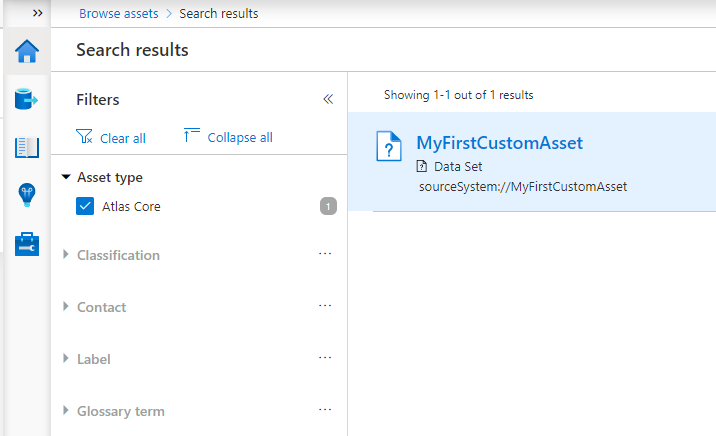 Browse assets > Search results
Search results
Filters
Clear all
Collapse all
Asset type
Atlas Core
1
Classification
Contact
Label
Glossary term
Showing 1-1 out of 1 results
MyFirstCustomAsset
Data Set
sourceSystem://MyFirstCustomAsset